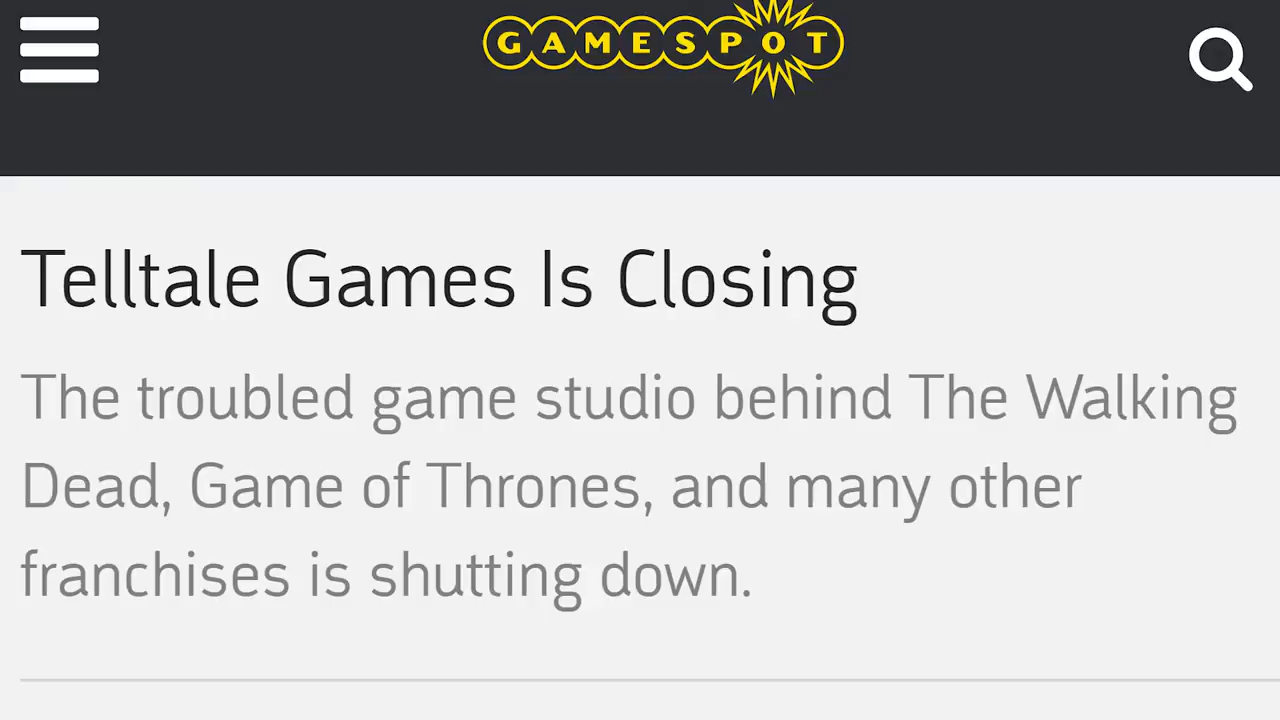 GAMESPOT
Telltale Games Is Closing
The troubled game studio behind The Walking
Dead, Game of Thrones, and many other
franchises is shutting down.